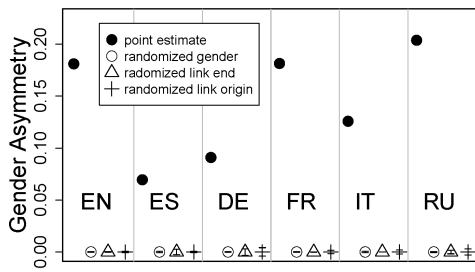 Gender Asymmetry
0.20
0.15
0.10
0.05
0.00
point estimate
randomized gender
radomized link end
randomized link origin
EN ES DE FR IT RU